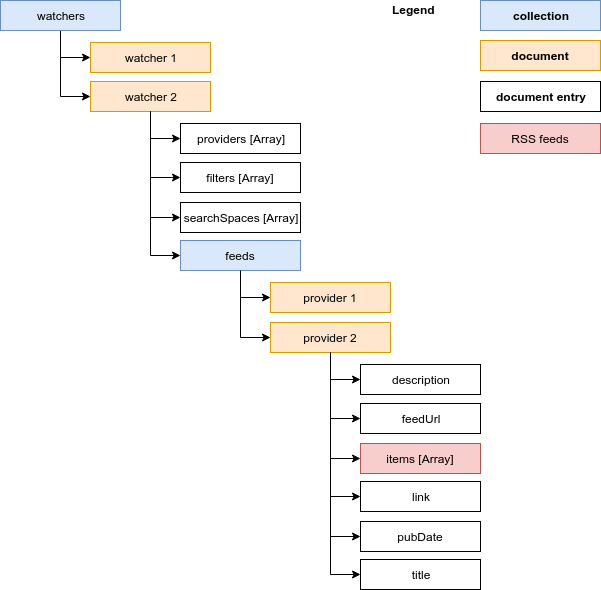 watchers
watcher 1
watcher 2
providers [Array]
filters [Array]
searchSpaces [Array]
feeds
provider 1
provider 2
description
feedUrl
items [Array]
link
pubDate
title
Legend
collection
document
document entry
RSS feeds